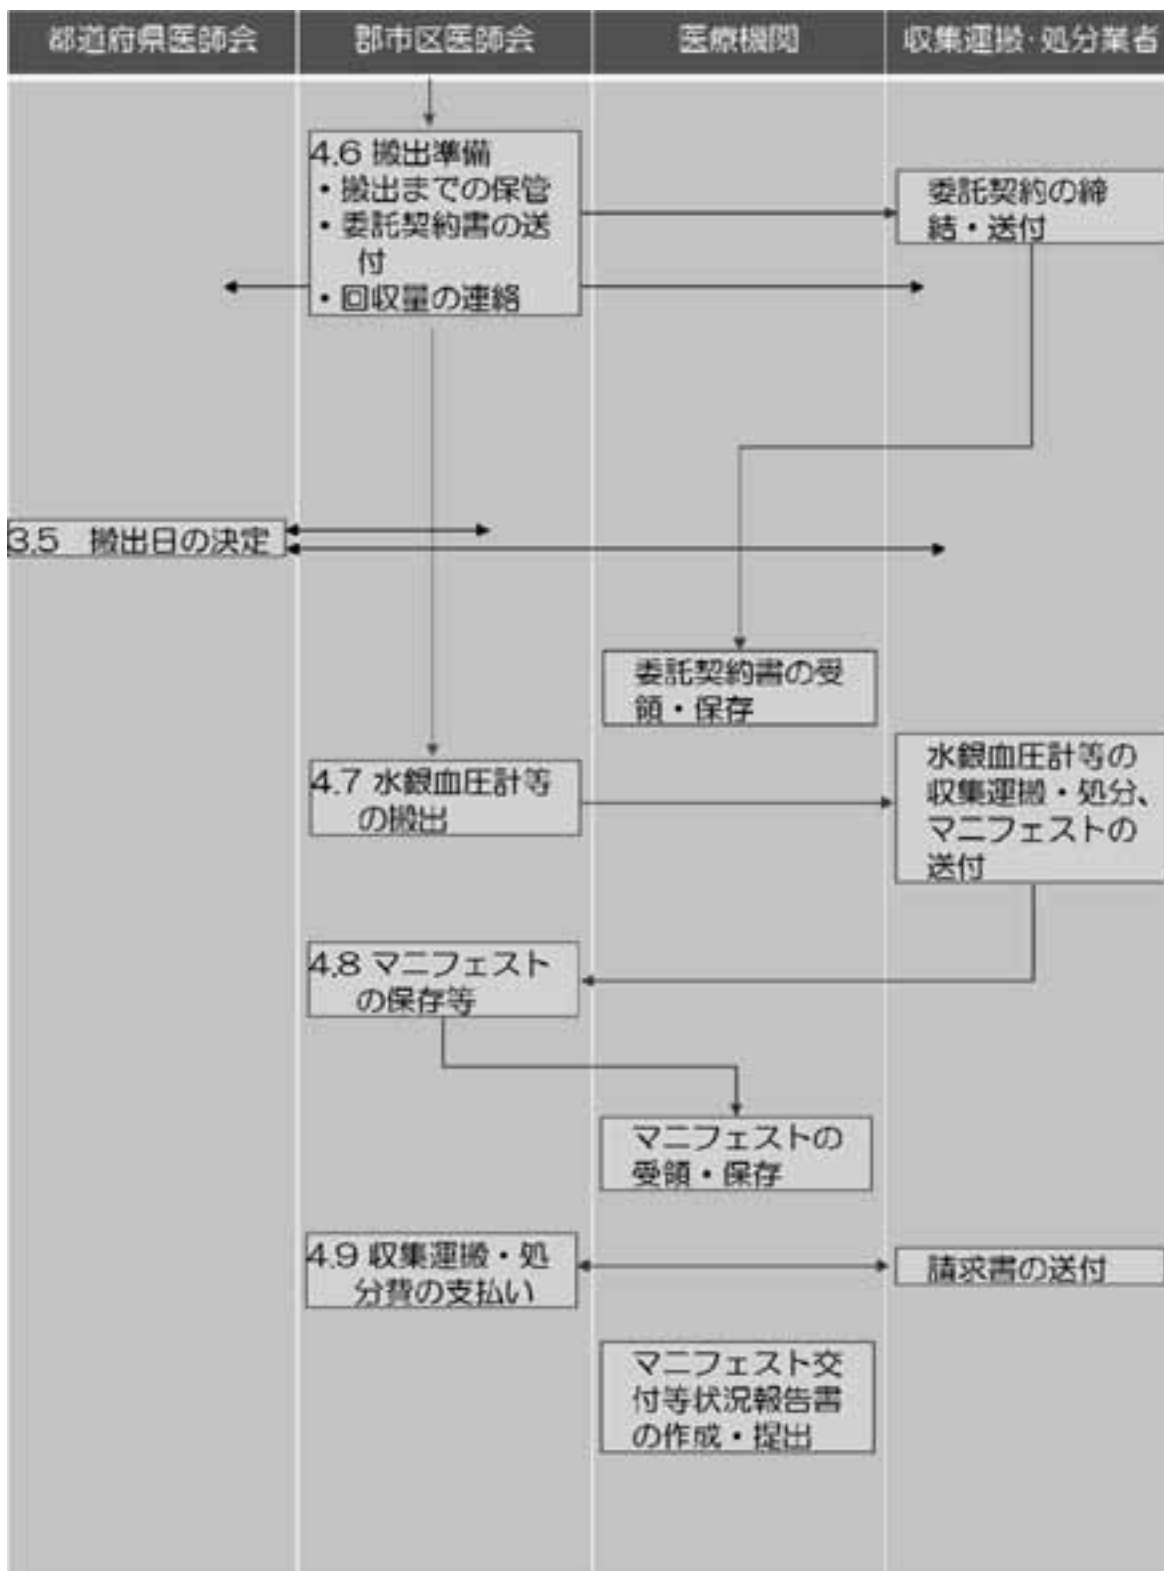 都道府県医師会
郡市区医師会
医療機関
収集運搬・処分業者
4.6 搬出準備
・搬出までの保管
・委託契約書の送
付
・回収量の連絡
委託契約の締
結・送付
3.5 搬出日の決定
委託契約書の受
領・保存
4.7 水銀血圧計等
の搬出
水銀血圧計等の
収集運搬・処分、
マニフェストの
送付
4.8 マニフェスト
の保存等
マニフェストの
受領・保存
4.9 収集運搬・処
分費の支払い
請求書の送付
マニフェスト交
付等状況報告書
の作成・提出